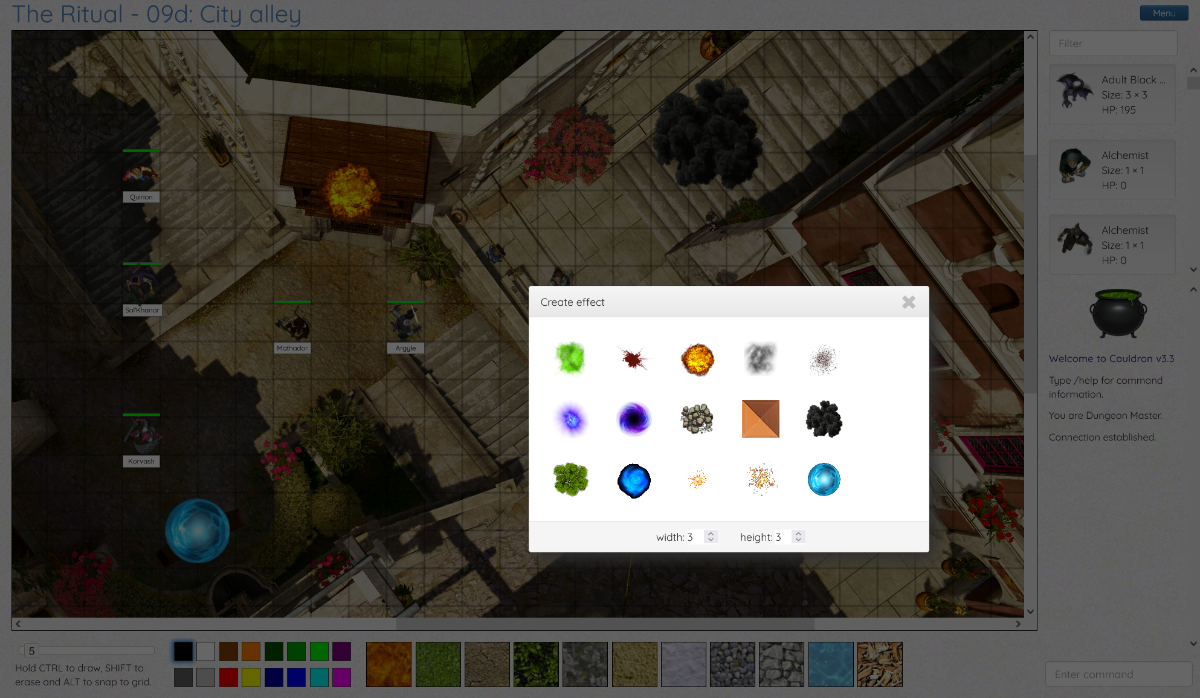 The Ritual - 09d: City alley
Menu
Filter
Adult Black ...
Size: 3 × 3
HP: 195
Alchemist
Size: 1 × 1
HP: 0
Alchemist
Size: 1 × 1
HP: 0
Quinon
Mathador
Argyle
Korvash
Create effect
width: 3
height: 3
Welcome to Cauldron v3.3
Type /help for command
information.
You are Dungeon Master.
Connection established.
5
Hold CTRL to draw, SHIFT to
erase and ALT to snap to grid.
Enter command